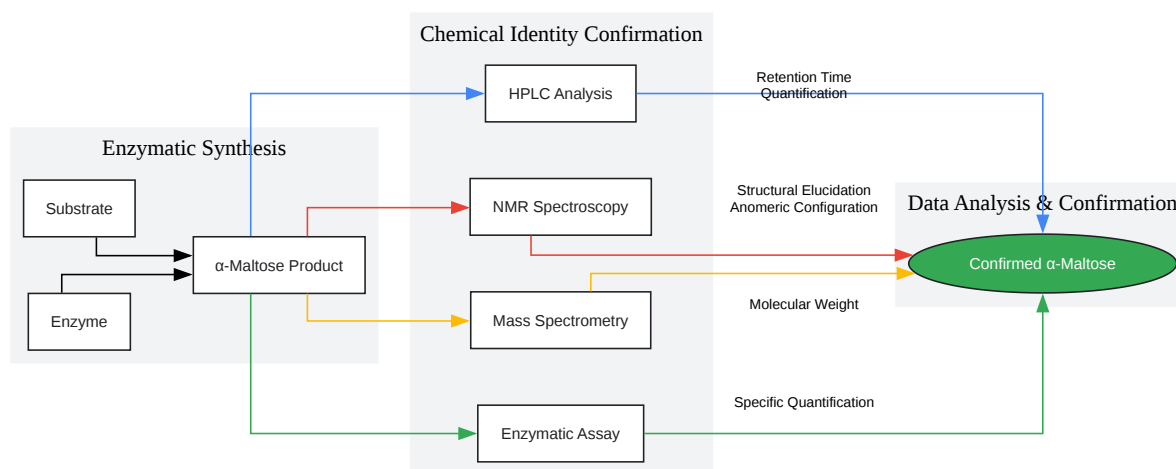 Enzymatic Synthesis
Substrate
Enzyme
α-Maltose Product
Chemical Identity Confirmation
HPLC Analysis
NMR Spectroscopy
Mass Spectrometry
Enzymatic Assay
Retention Time
Quantification
Structural Elucidation
Anomeric Configuration
Molecular Weight
Specific Quantification
Data Analysis & Confirmation
Confirmed α-Maltose